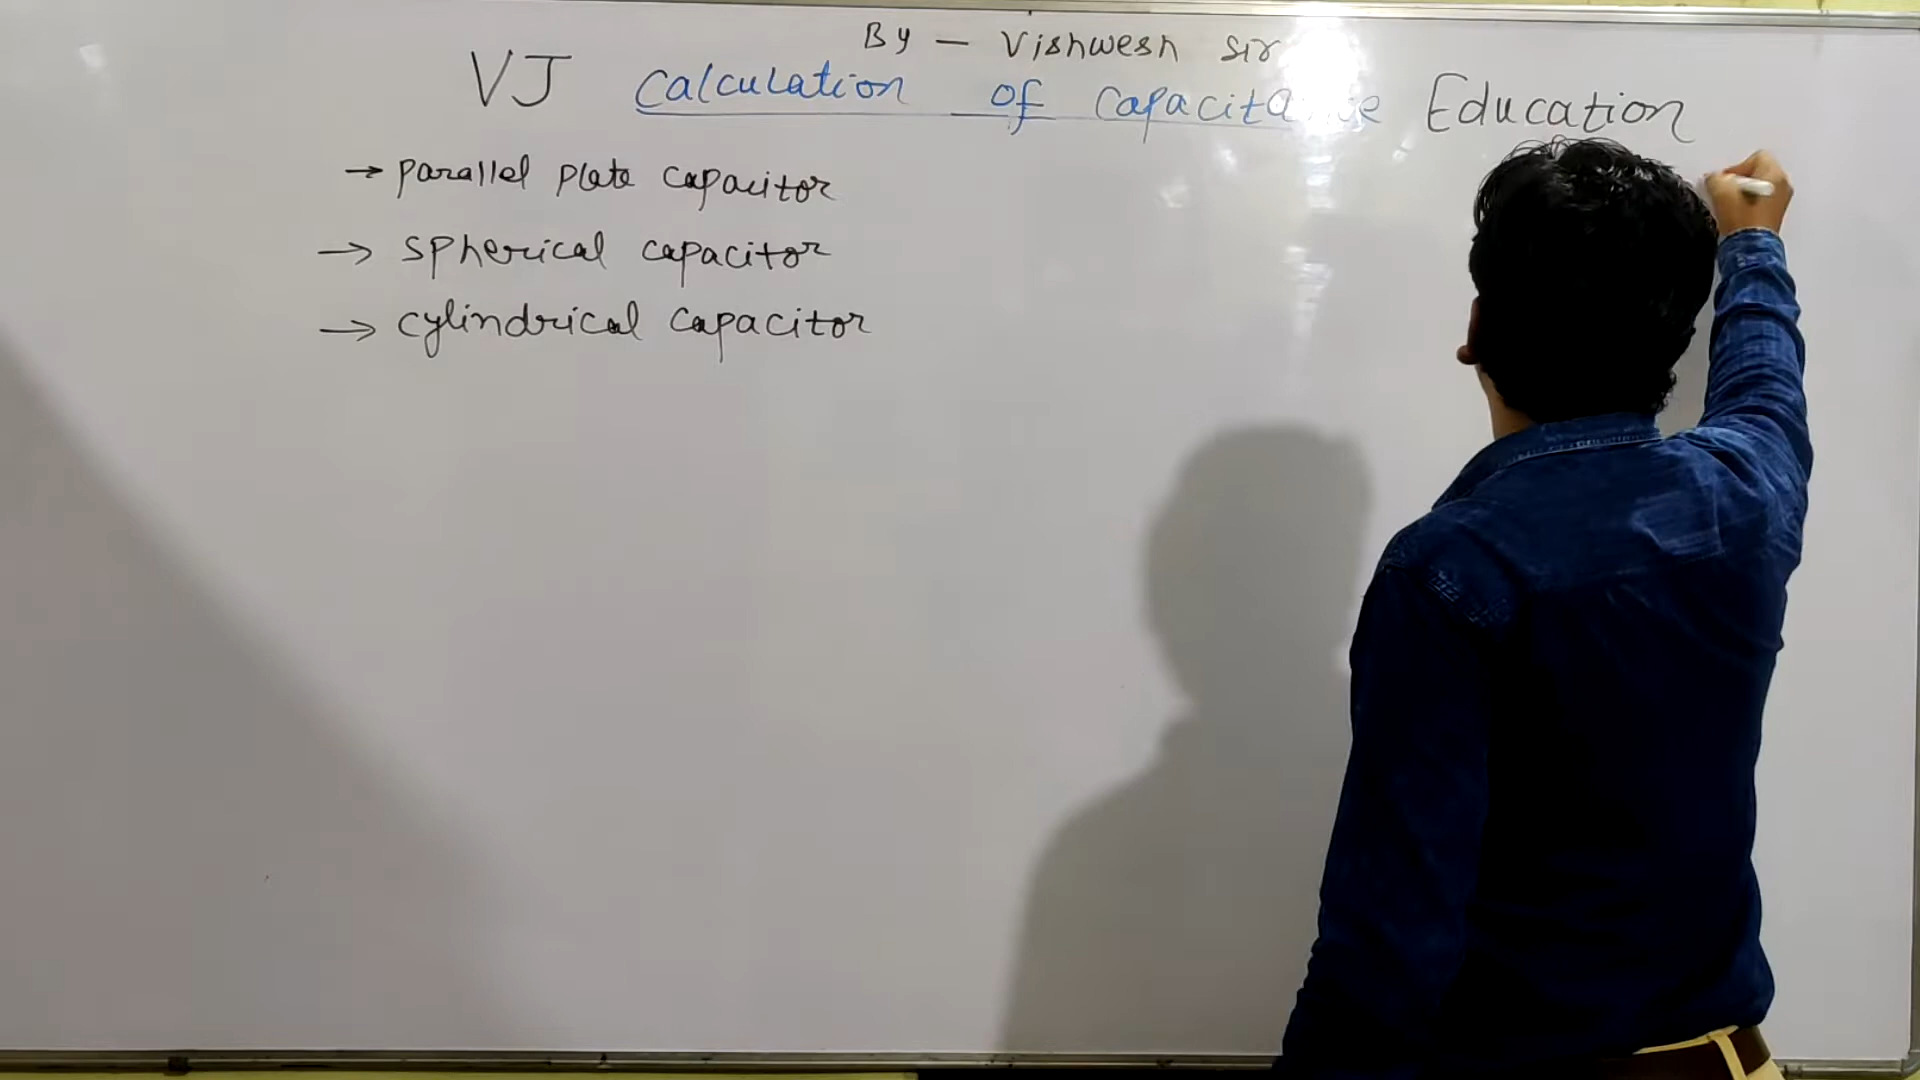 By - Vishwesh Sir
VJ Calculation of Capacitance Education
→ parallel plate capacitor
→ spherical capacitor
→ cylindrical capacitor